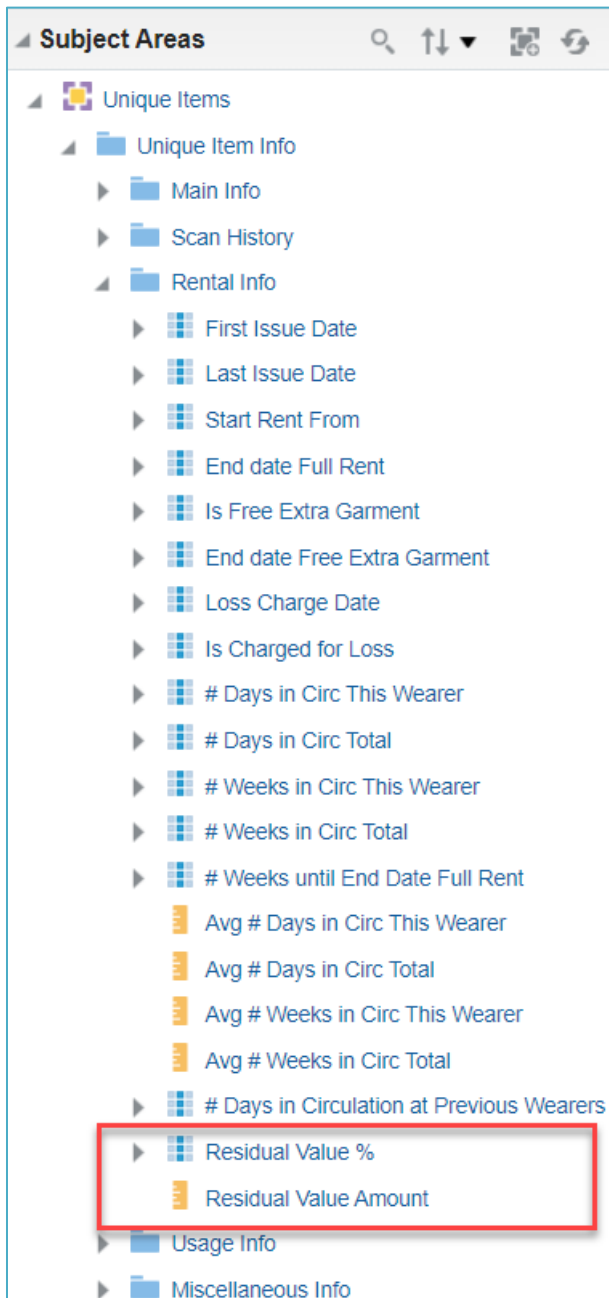 Subject Areas
Unique Items
Unique Item Info
Main Info
Scan History
Rental Info
First Issue Date
Last Issue Date
Start Rent From
End date Full Rent
Is Free Extra Garment
End date Free Extra Garment
Loss Charge Date
Is Charged for Loss
# Days in Circ This Wearer
# Days in Circ Total
# Weeks in Circ This Wearer
# Weeks in Circ Total
# Weeks until End Date Full Rent
Avg # Days in Circ This Wearer
Avg # Days in Circ Total
Avg # Weeks in Circ This Wearer
Avg # Weeks in Circ Total
# Days in Circulation at Previous Wearers
Residual Value %
Residual Value Amount
Usage Info
Miscellaneous Info